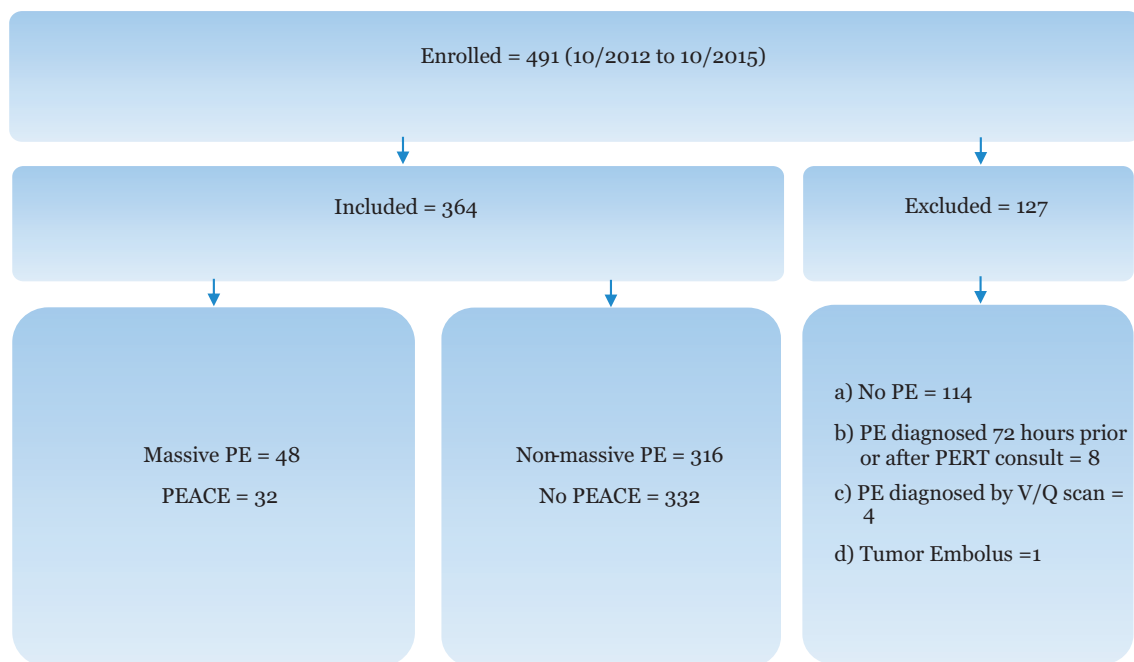 Enrolled = 491 (10/2012 to 10/2015)
Included = 364
Excluded = 127
Massive PE = 48
PEACE = 32
Non-massive PE = 316
No PEACE = 332
a) No PE = 114
b) PE diagnosed 72 hours prior
or after PERT consult = 8
c) PE diagnosed by V/Q scan =
4
d) Tumor Embolus =1